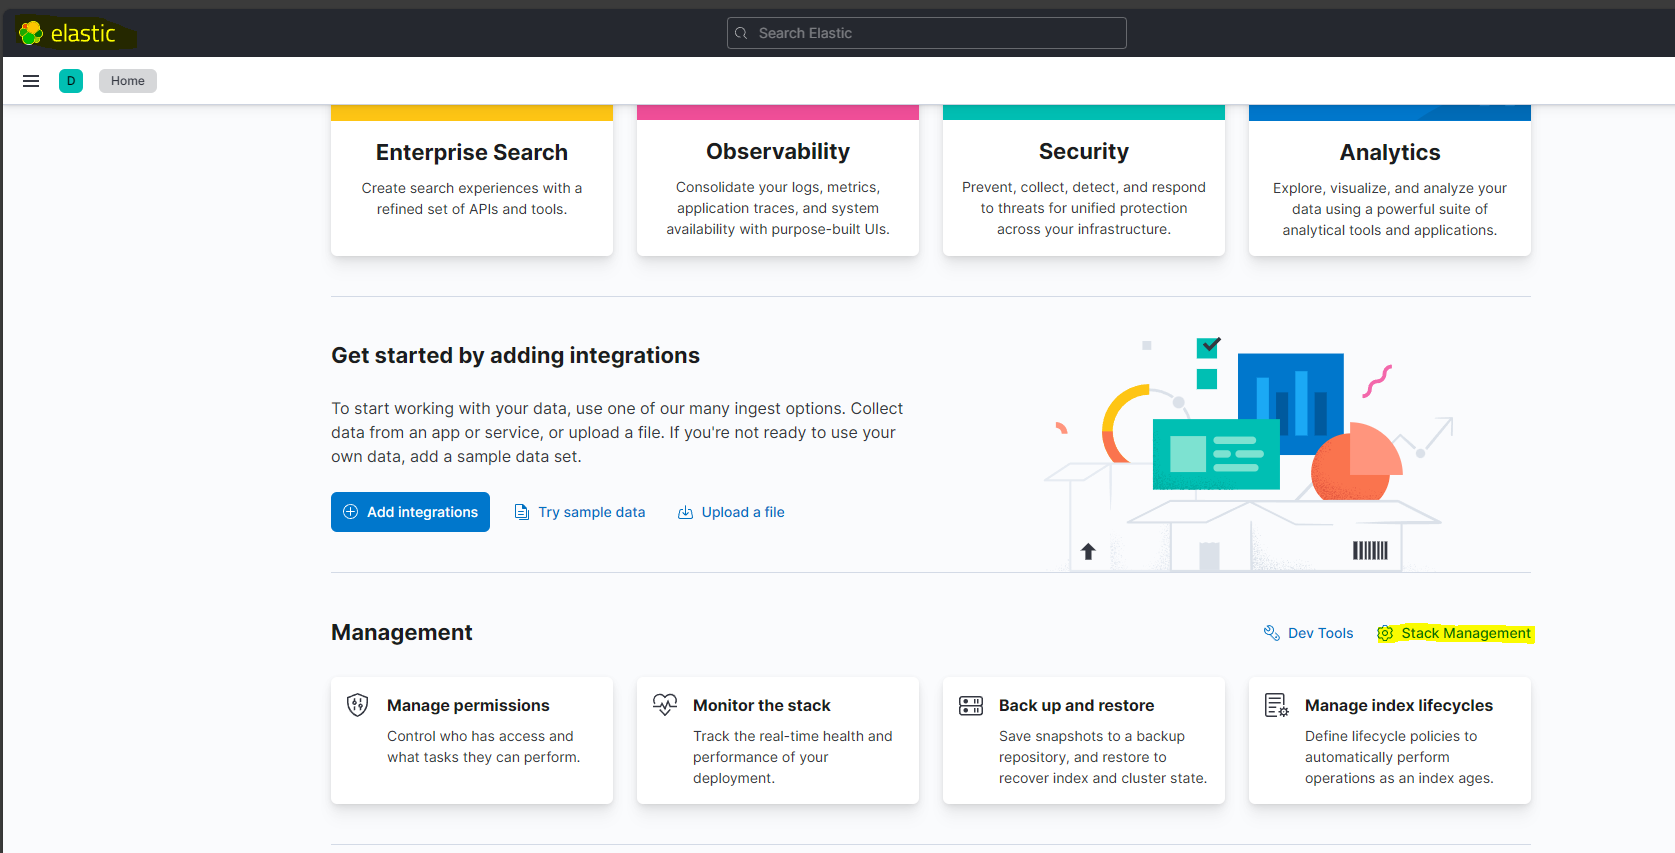 elastic
Search Elastic
D
Home
Enterprise Search
Create search experiences with a
refined set of APIs and tools.
Observability
Consolidate your logs, metrics,
application traces, and system
availability with purpose-built UIs.
Security
Prevent, collect, detect, and respond
to threats for unified protection
across your infrastructure.
Analytics
Explore, visualize, and analyze your
data using a powerful suite of
analytical tools and applications.
Get started by adding integrations
To start working with your data, use one of our many ingest options. Collect
data from an app or service, or upload a file. If you're not ready to use your
own data, add a sample data set.
Add integrations
Try sample data
Upload a file
Management
Dev Tools
Stack Management
Manage permissions
Control who has access and
what tasks they can perform.
Monitor the stack
Track the real-time health and
performance of your
deployment.
Back up and restore
Save snapshots to a backup
repository, and restore to
recover index and cluster state.
Manage index lifecycles
Define lifecycle policies to
automatically perform
operations as an index ages.